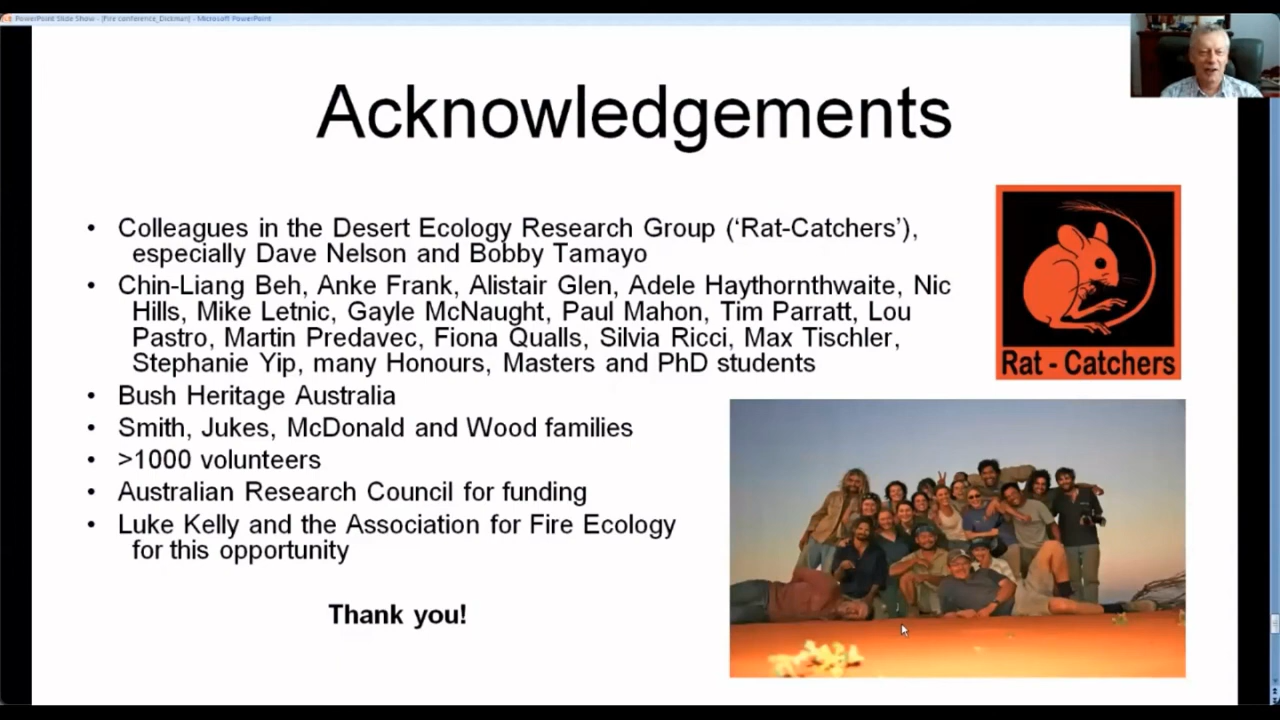 PowerPoint Slide Show - [Fire conference_Dickman] - Microsoft PowerPoint
Acknowledgements
• Colleagues in the Desert Ecology Research Group (‘Rat-Catchers’),
especially Dave Nelson and Bobby Tamayo
• Chin-Liang Beh, Anke Frank, Alistair Glen, Adele Haythornthwaite, Nic
Hills, Mike Letnic, Gayle McNaught, Paul Mahon, Tim Parratt, Lou
Pastro, Martin Predavec, Fiona Qualls, Silvia Ricci, Max Tischler,
Stephanie Yip, many Honours, Masters and PhD students
• Bush Heritage Australia
• Smith, Jukes, McDonald and Wood families
• >1000 volunteers
• Australian Research Council for funding
• Luke Kelly and the Association for Fire Ecology
for this opportunity
Thank you!
Rat - Catchers